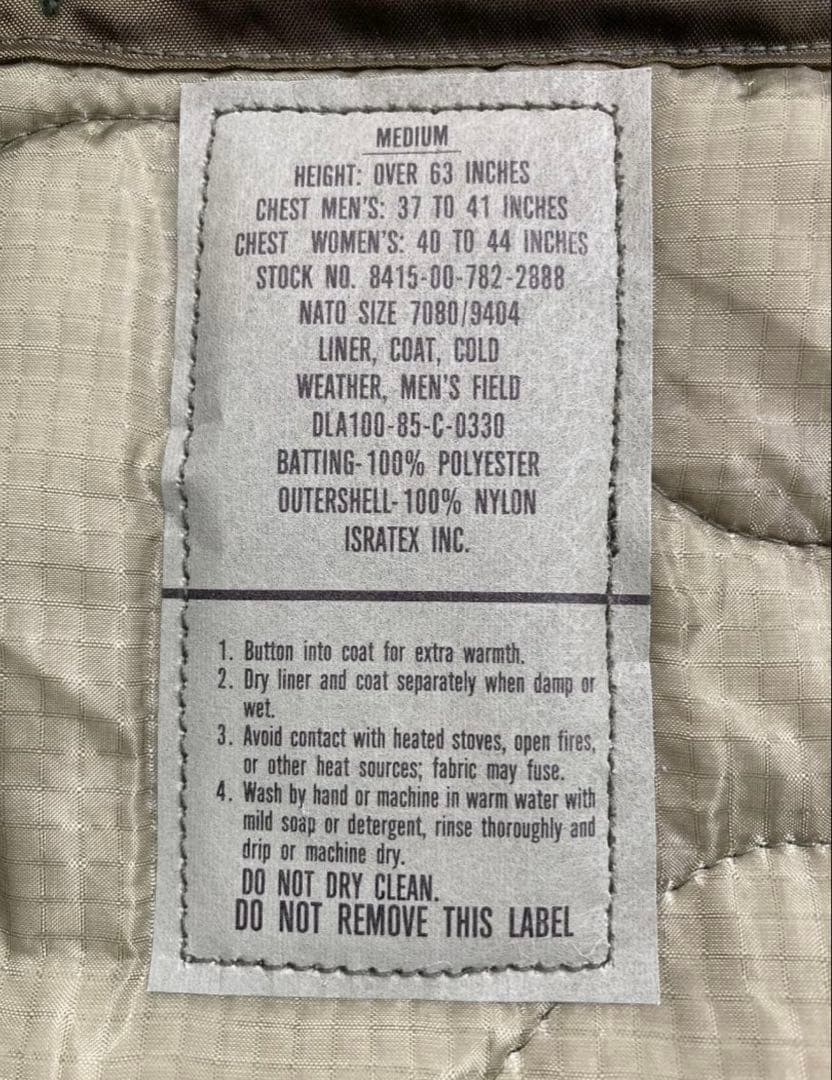 MEDIUM
HEIGHT: OVER 63 INCHES
CHEST MEN'S: 37 TO 41 INCHES
CHEST WOMEN'S: 40 TO 44 INCHES
STOCK NO. 8415-00-782-2888
NATO SIZE 7080/9404
LINER, COAT, COLD
WEATHER, MEN'S FIELD
DLA100-85-C-0330
BATTING-100% POLYESTER
OUTERSHELL-100% NYLON
ISRATEX INC.
1. Button into coat for extra warmth.
2. Dry liner and coat separately when damp or
wet.
3. Avoid contact with heated stoves, open fires,
or other heat sources; fabric may fuse.
4. Wash by hand or machine in warm water with
mild soap or detergent, rinse thoroughly and
drip or machine dry.
DO NOT DRY CLEAN.
DO NOT REMOVE THIS LABEL